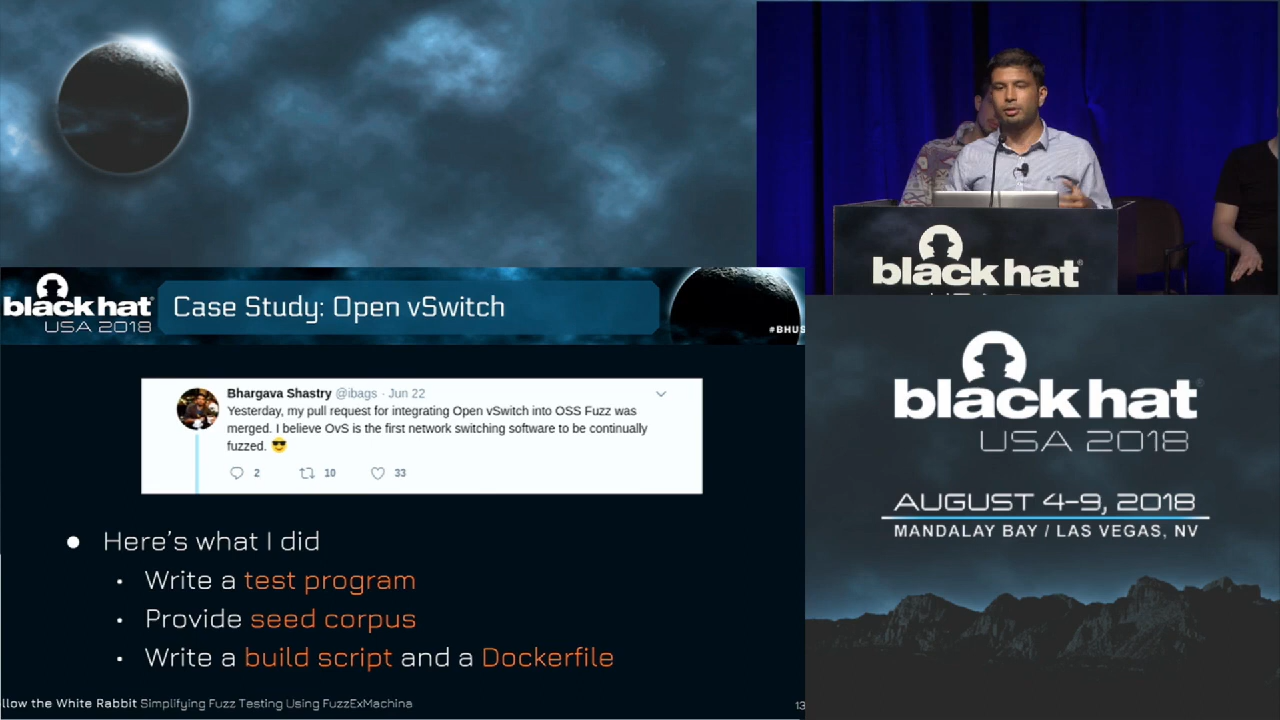 black hat
black hat
USA 2018
Case Study: Open vSwitch
#BHUS
Bhargava Shastry @ibags · Jun 22
Yesterday, my pull request for integrating Open vSwitch into OSS Fuzz was
merged. I believe OvS is the first network switching software to be continually
fuzzed. 😎
2 10 33
● Here's what I did
• Write a test program
• Provide seed corpus
• Write a build script and a Dockerfile
llow the White Rabbit Simplifying Fuzz Testing Using FuzzExMachina
13
black hat
USA 2018
AUGUST 4-9, 2018
MANDALAY BAY / LAS VEGAS, NV